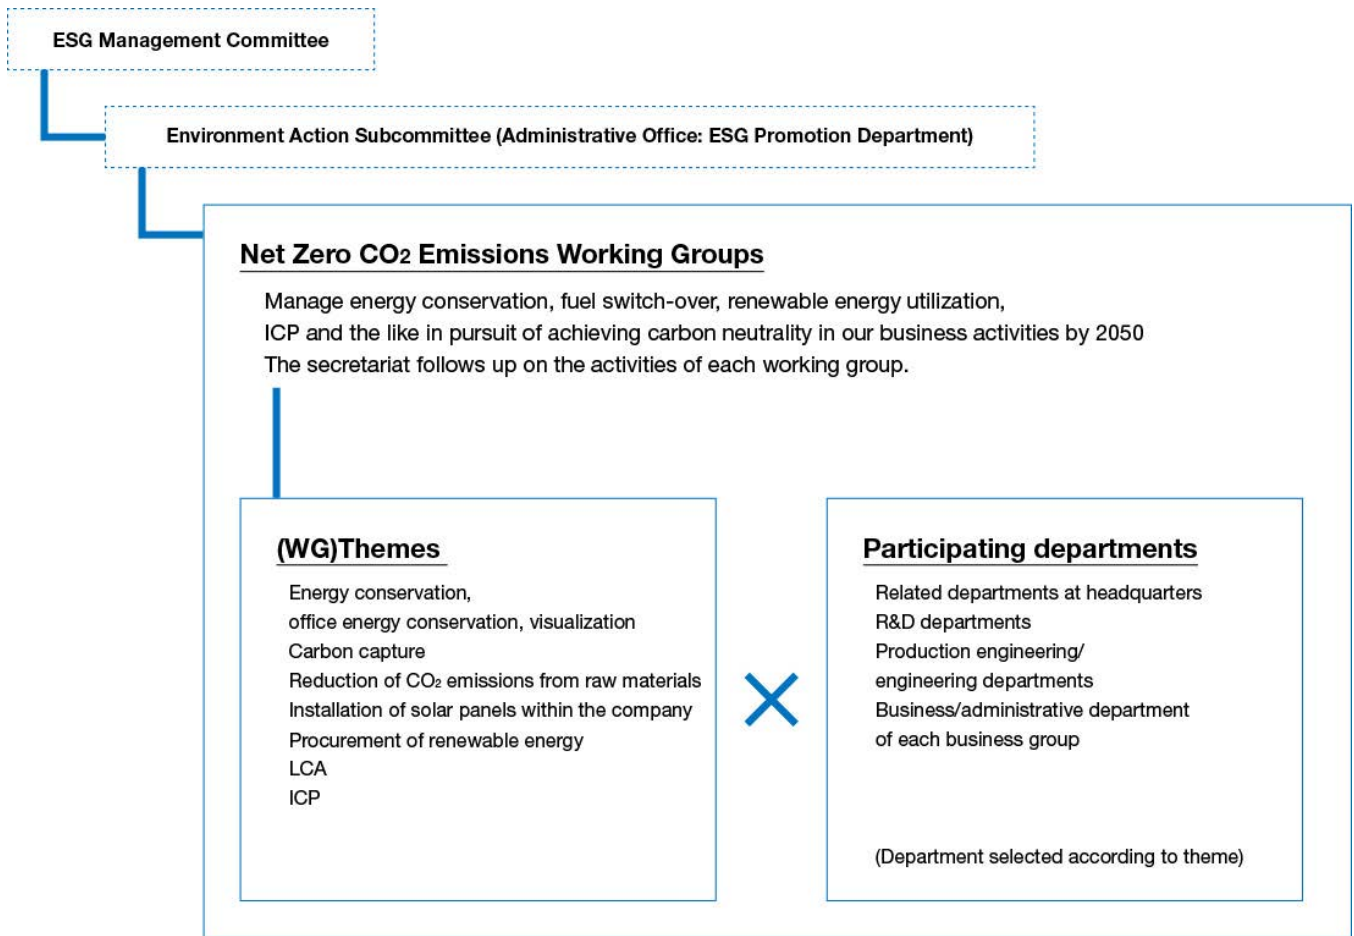 ESG Management Committee
Environment Action Subcommittee (Administrative Office: ESG Promotion Department)
Net Zero CO₂ Emissions Working Groups
Manage energy conservation, fuel switch-over, renewable energy utilization,
ICP and the like in pursuit of achieving carbon neutrality in our business activities by 2050
The secretariat follows up on the activities of each working group.
(WG)Themes
Energy conservation,
office energy conservation, visualization
Carbon capture
Reduction of CO₂ emissions from raw materials
Installation of solar panels within the company
Procurement of renewable energy
LCA
ICP
Participating departments
Related departments at headquarters
R&D departments
Production engineering/
engineering departments
Business/administrative department
of each business group
(Department selected according to theme)